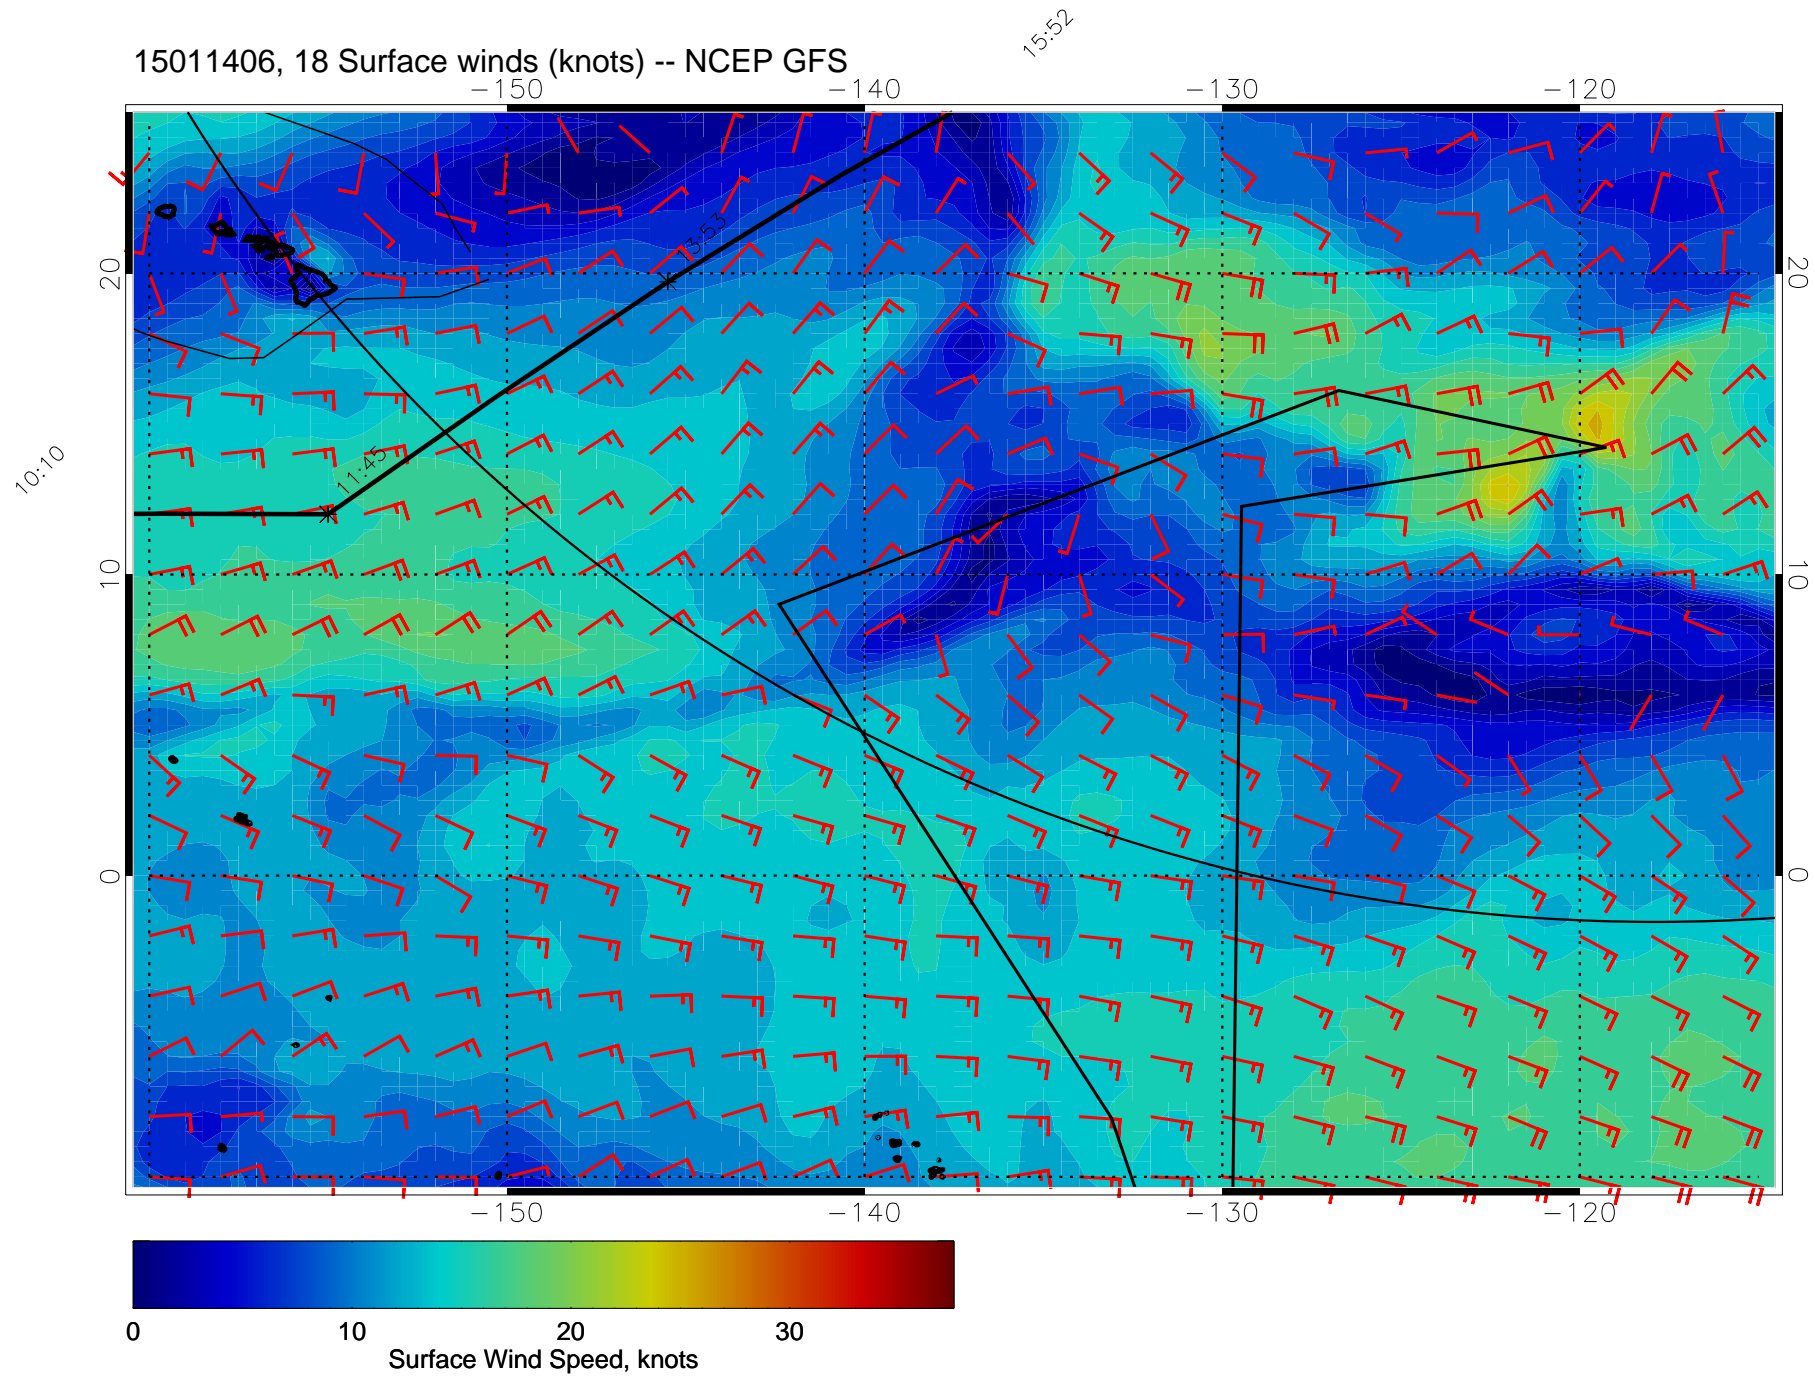 15:52
15011406, 18 Surface winds (knots) -- NCEP GFS
-150 -140 -130 -120
20 20
13:53
10:10
11:45
10 10
0 0
-150 -140 -130 -120
0 10 20 30
Surface Wind Speed, knots